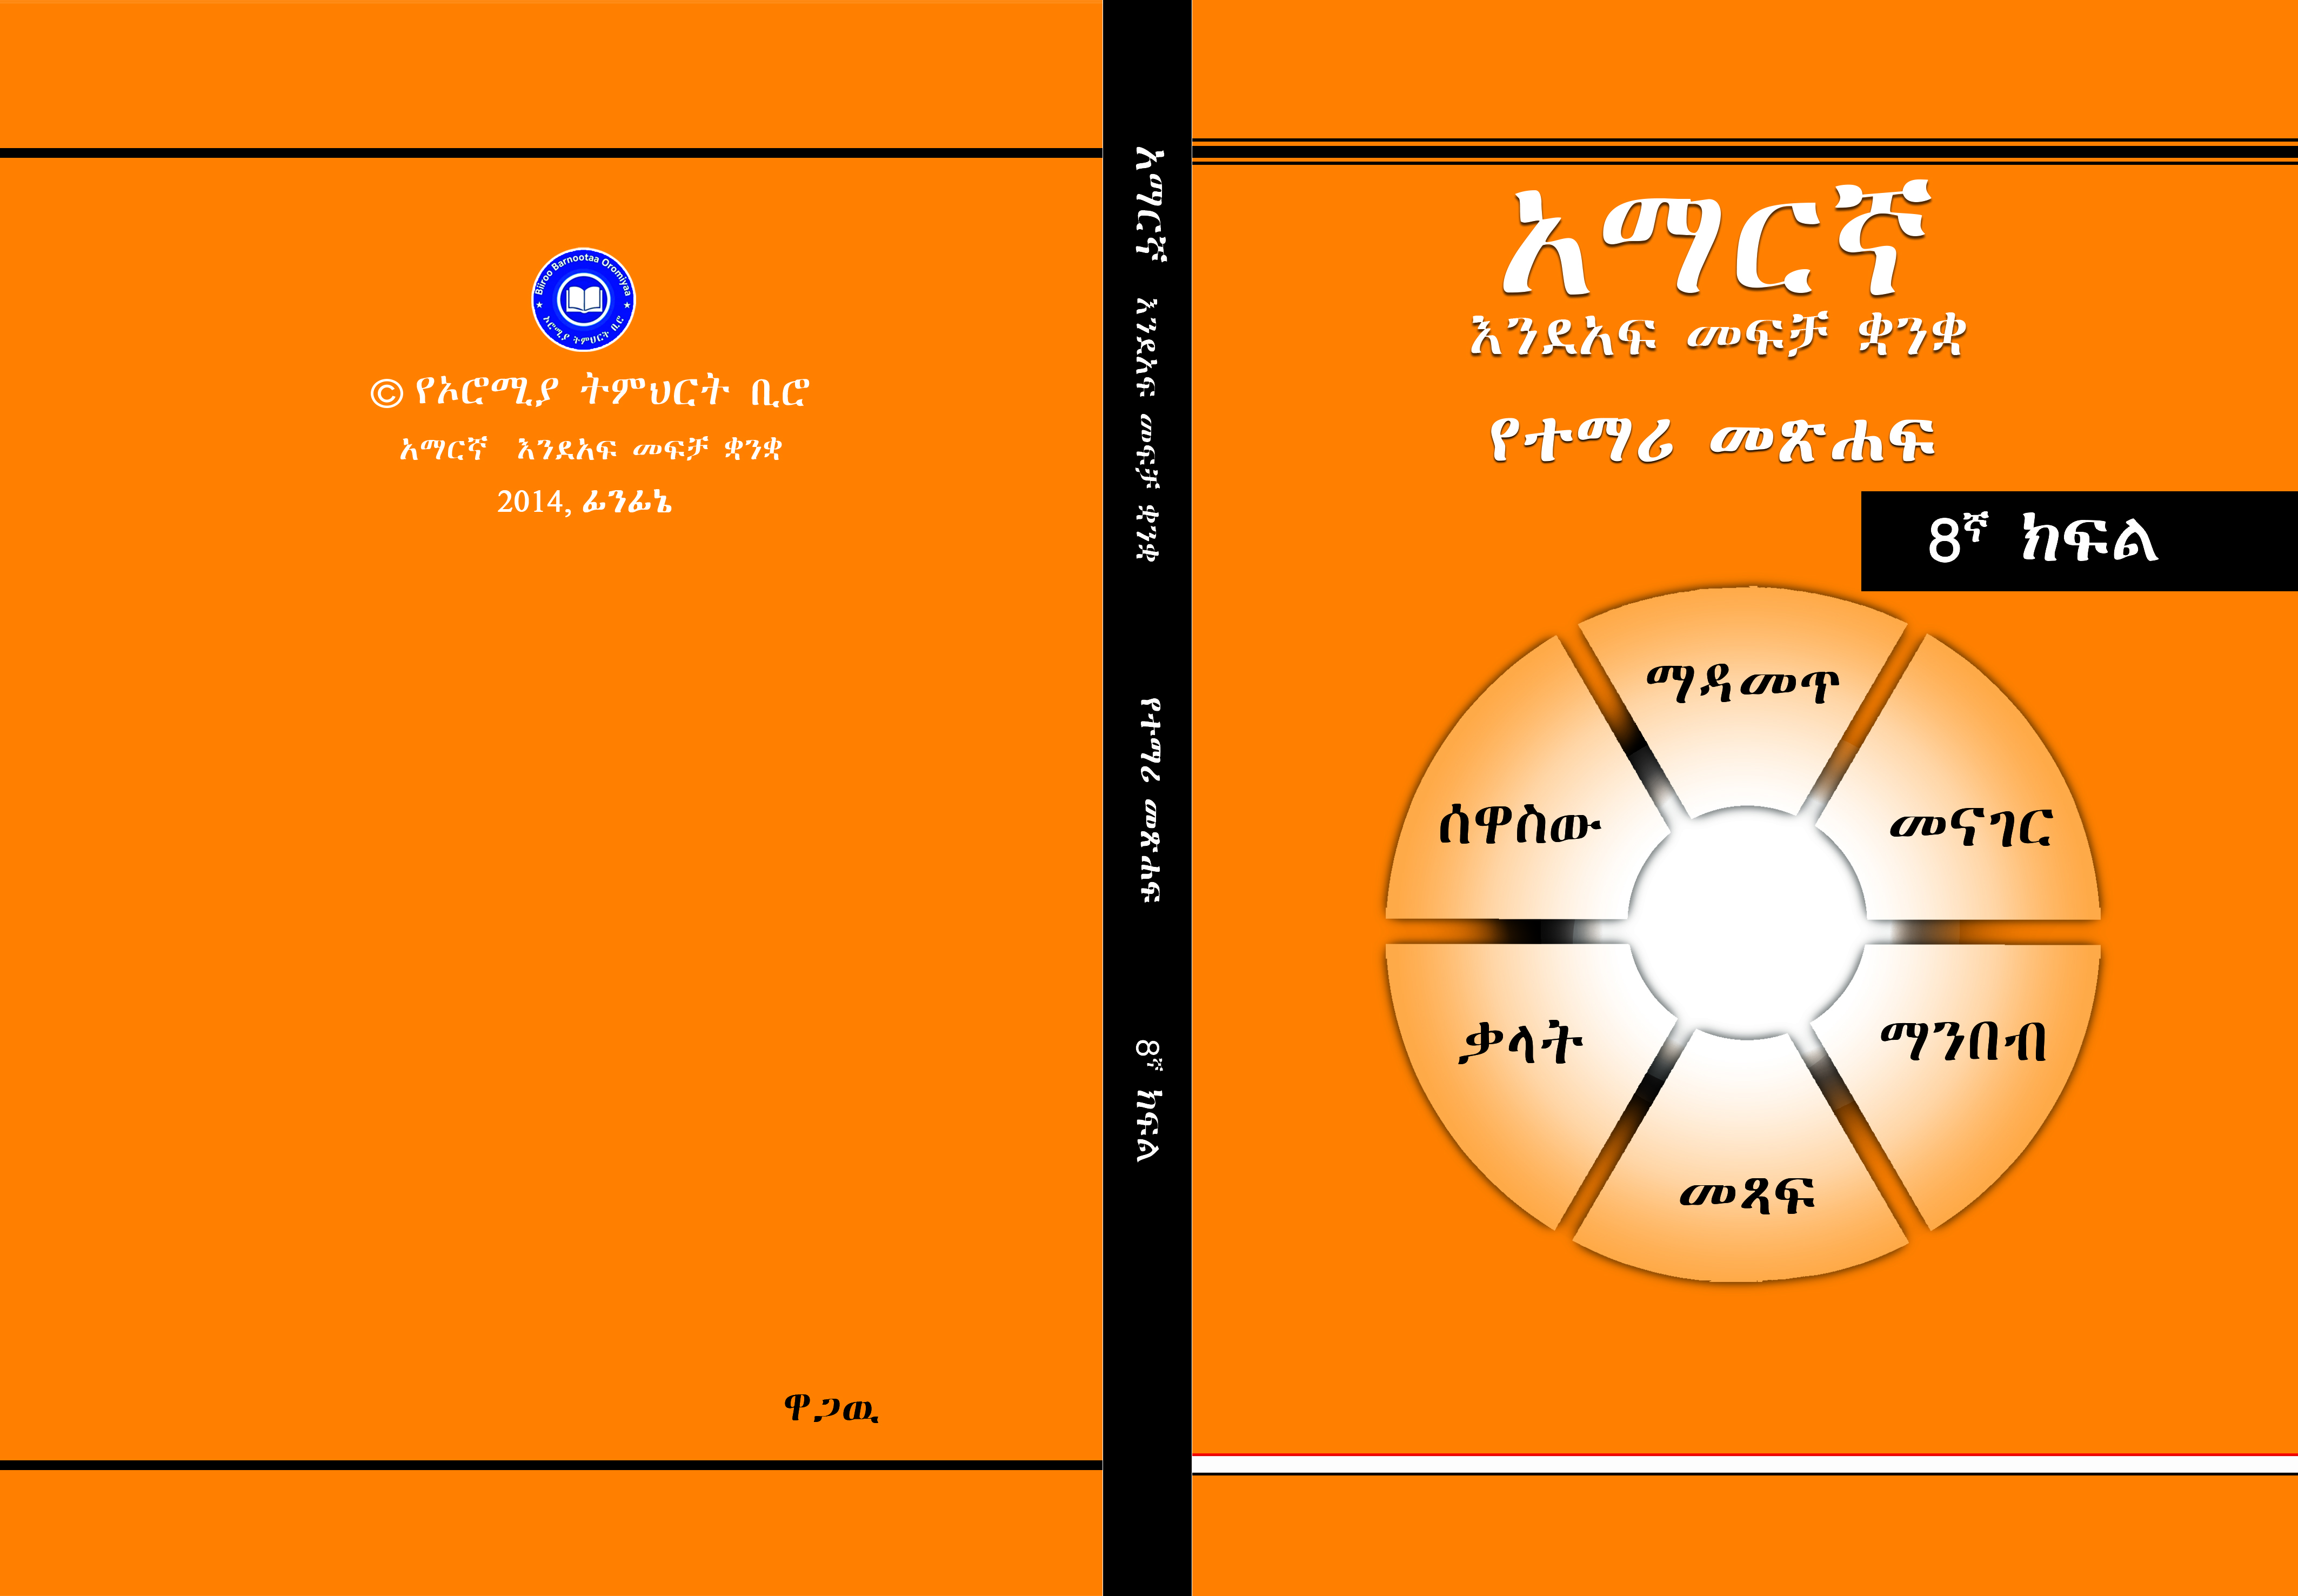 Biiroo Barnootaa Oromiyaa
ኦሮሚያ ትምህርት ቢሮ
© የኦሮሚያ ትምህርት ቢሮ
አማርኛ እንደአፍ መፍቻ ቋንቋ
2014, ፊንፊኔ
ዋጋዉ
አማርኛ እንደአፍ መፍቻ ቋንቋ የተማሪ መጽሐፍ 8ኛ ክፍል
አማርኛ
እንደአፍ መፍቻ ቋንቋ
የተማሪ መጽሐፍ
8ኛ ክፍል
ማዳመጥ
ሰዋስው
መናገር
ቃላት
ማንበብ
መጻፍ